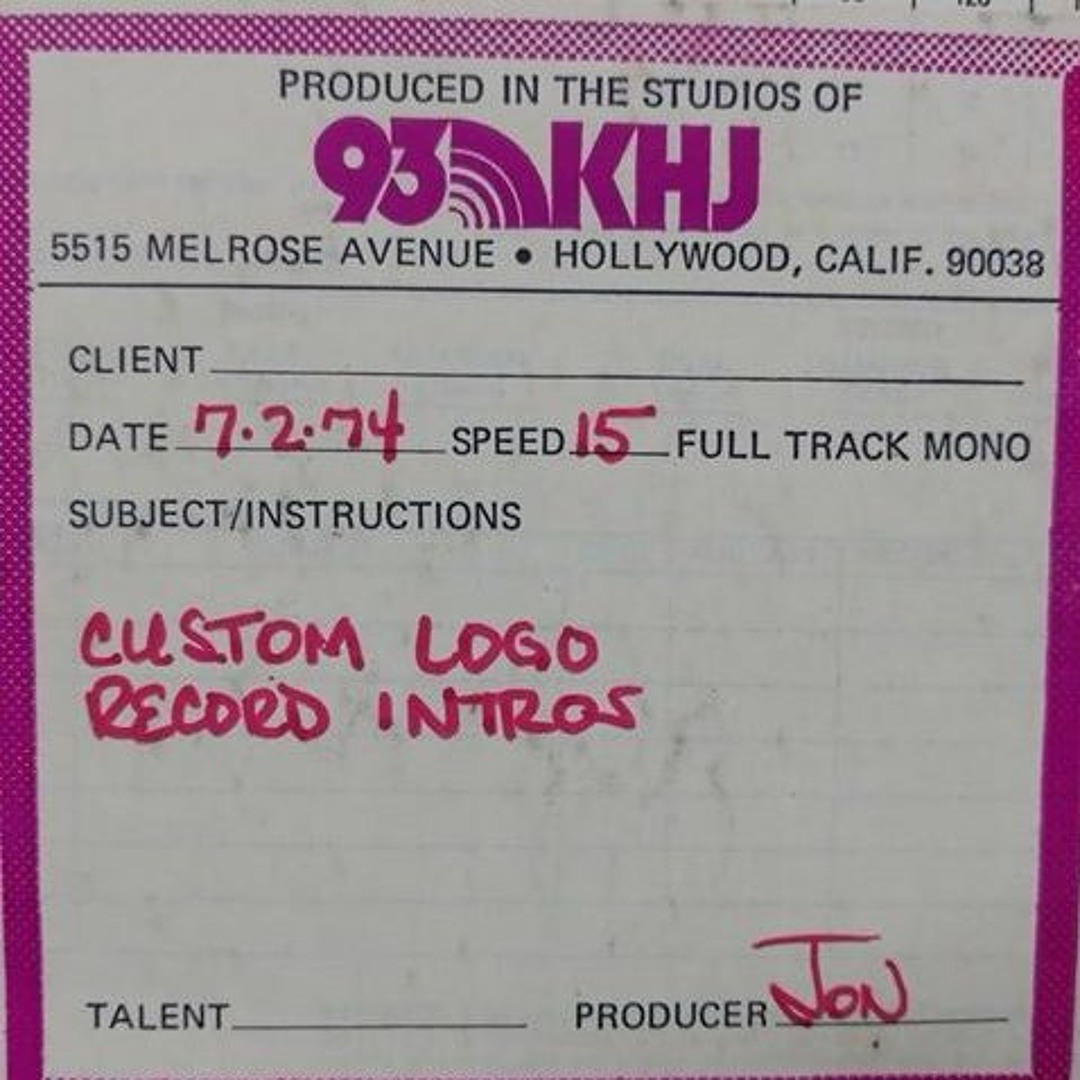 PRODUCED IN THE STUDIOS OF
93 KHJ
5515 MELROSE AVENUE • HOLLYWOOD, CALIF. 90038
CLIENT
DATE 7.2.74 SPEED 15 FULL TRACK MONO
SUBJECT/INSTRUCTIONS
CUSTOM LOGO
RECORD INTROS
TALENT PRODUCER JON